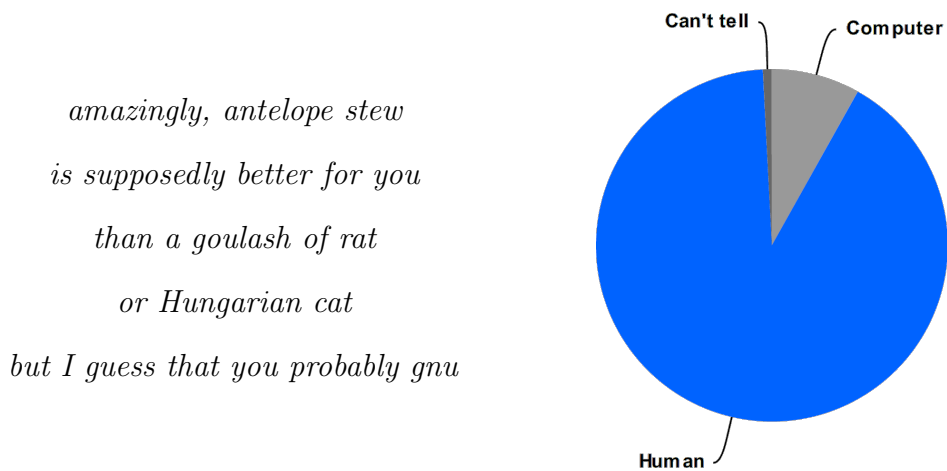 amazingly, antelope stew
is supposedly better for you
than a goulash of rat
or Hungarian cat
but I guess that you probably gnu
Can't tell
Computer
Human